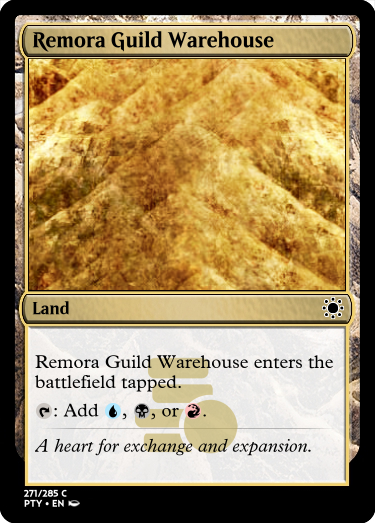 Remora Guild Warehouse
Land
Remora Guild Warehouse enters the
battlefield tapped.
: Add , , or .
A heart for exchange and expansion.
271/285 C
PTY • EN